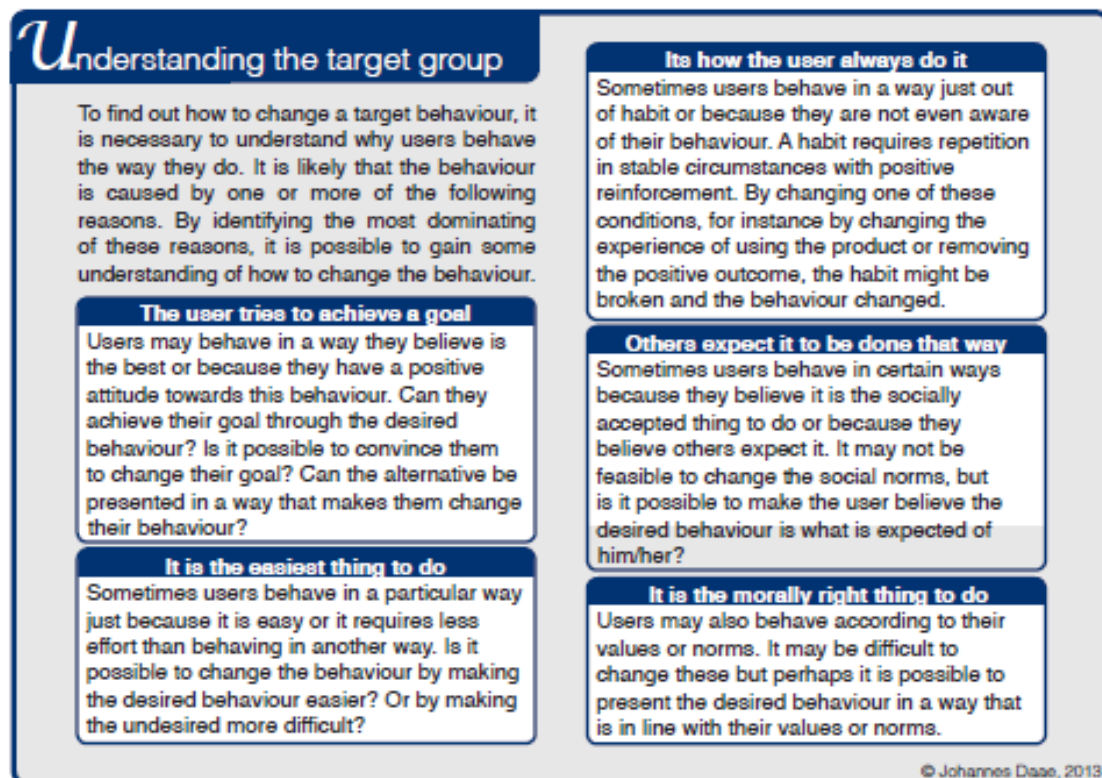 Understanding the target group
To find out how to change a target behaviour, it
is necessary to understand why users behave
the way they do. It is likely that the behaviour
is caused by one or more of the following
reasons. By identifying the most dominating
of these reasons, it is possible to gain some
understanding of how to change the behaviour.
The user tries to achieve a goal
Users may behave in a way they believe is
the best or because they have a positive
attitude towards this behaviour. Can they
achieve their goal through the desired
behaviour? Is it possible to convince them
to change their goal? Can the alternative be
presented in a way that makes them change
their behaviour?
It is the easiest thing to do
Sometimes users behave in a particular way
just because it is easy or it requires less
effort than behaving in another way. Is it
possible to change the behaviour by making
the desired behaviour easier? Or by making
the undesired more difficult?
Its how the user always do it
Sometimes users behave in a way just out
of habit or because they are not even aware
of their behaviour. A habit requires repetition
in stable circumstances with positive
reinforcement. By changing one of these
conditions, for instance by changing the
experience of using the product or removing
the positive outcome, the habit might be
broken and the behaviour changed.
Others expect it to be done that way
Sometimes users behave in certain ways
because they believe it is the socially
accepted thing to do or because they
believe others expect it. It may not be
feasible to change the social norms, but
is it possible to make the user believe the
desired behaviour is what is expected of
him/her?
It is the morally right thing to do
Users may also behave according to their
values or norms. It may be difficult to
change these but perhaps it is possible to
present the desired behaviour in a way that
is in line with their values or norms.
© Johannes Daae, 2013